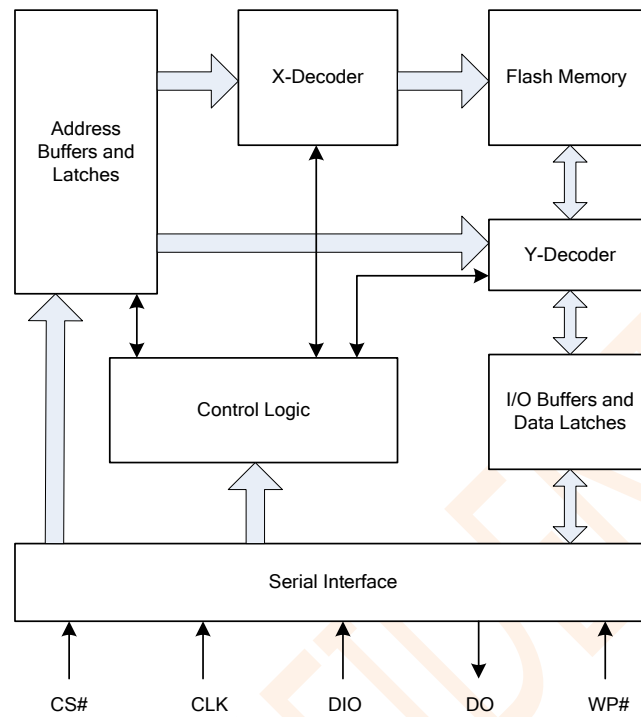 Address
Buffers and
Latches
X-Decoder
Flash Memory
Y-Decoder
Control Logic
I/O Buffers and
Data Latches
Serial Interface
CS#
CLK
DIO
DO
WP#